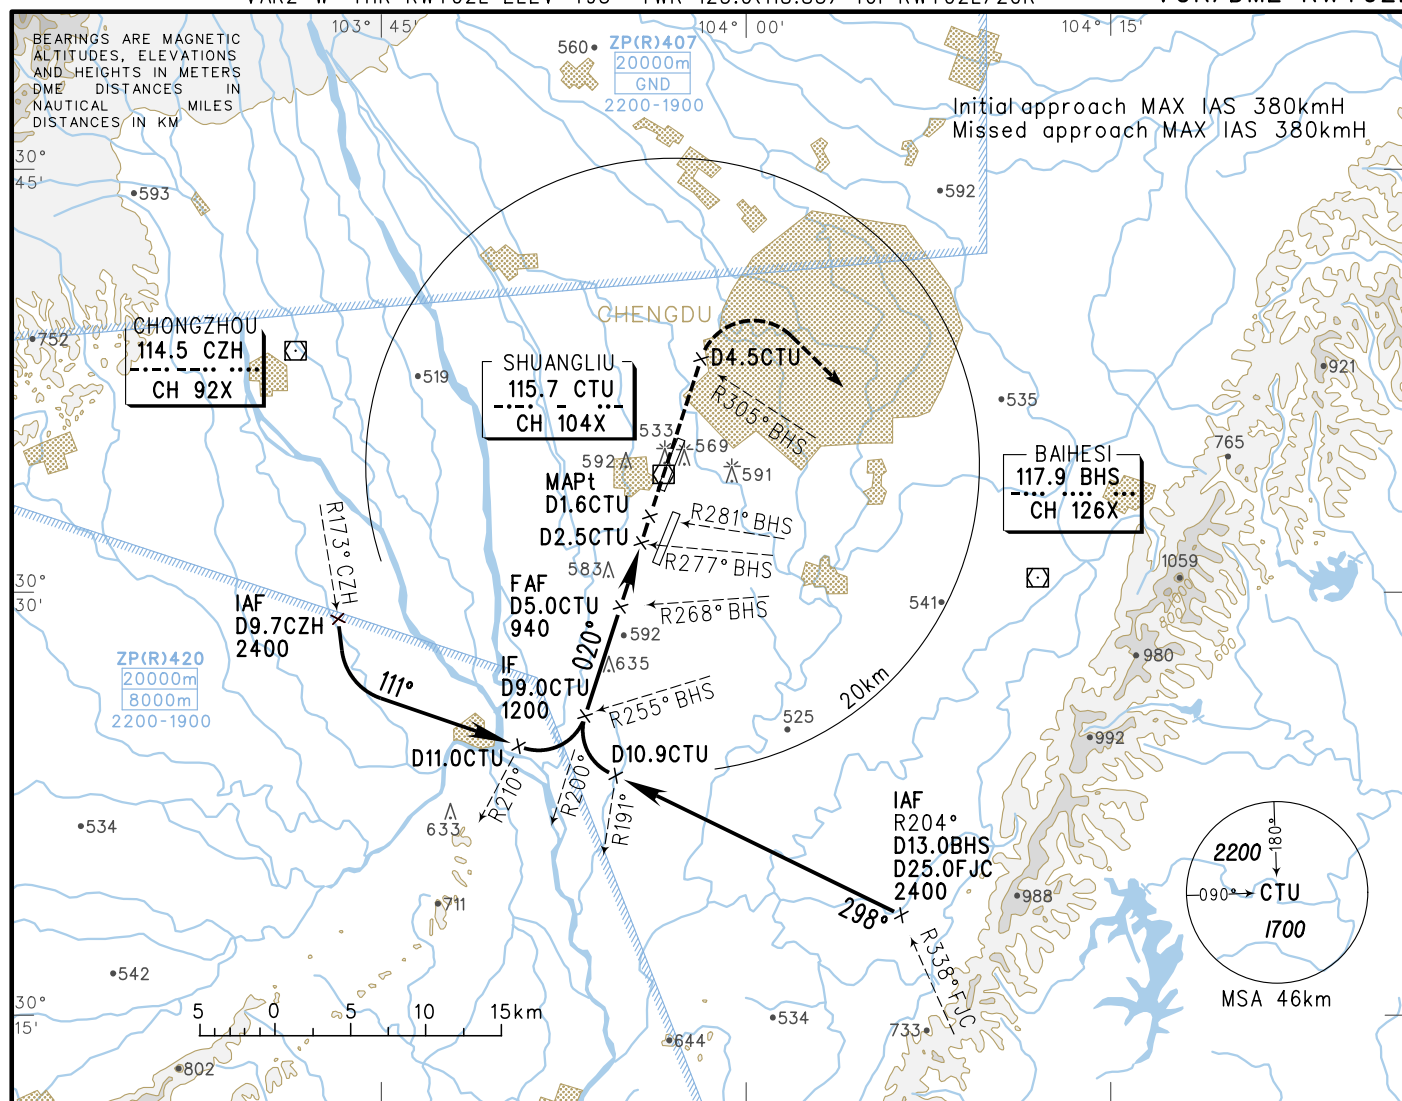 103° 45'
104° 00'
104° 15'
BEARINGS ARE MAGNETIC
ALTITUDES, ELEVATIONS
AND HEIGHTS IN METERS
DME DISTANCES IN
NAUTICAL MILES
DISTANCES IN KM
560
ZP(R)407
20000m
GND
2200-1900
Initial approach MAX IAS 380kmH
Missed approach MAX IAS 380kmH
30°
45'
593
592
CHENGDU
752
CHONGZHOU
114.5 CZH
CH 92X
519
SHUANGLIU
115.7 CTU
CH 104X
D4.5CTU
R305° BHS
921
535
533
569
592
591
765
BAIHESI
117.9 BHS
CH 126X
MAPt
D1.6CTU
D2.5CTU
R281° BHS
R277° BHS
R173° CZH
583
1059
30°
30'
IAF
D9.7CZH
2400
FAF
D5.0CTU
940
R268° BHS
541
600
592
020°
635
980
ZP(R)420
20000m
8000m
2200-1900
111°
IF
D9.0CTU
1200
R255° BHS
20km
525
992
D11.0CTU
D10.9CTU
R210°
R200°
R191°
534
633
IAF
R204°
D13.0BHS
D25.0FJC
2400
298°
R338° FJC
711
988
180°
2200
090°
CTU
1700
MSA 46km
542
30°
15'
5 0 5 10 15km
534
733
644
802